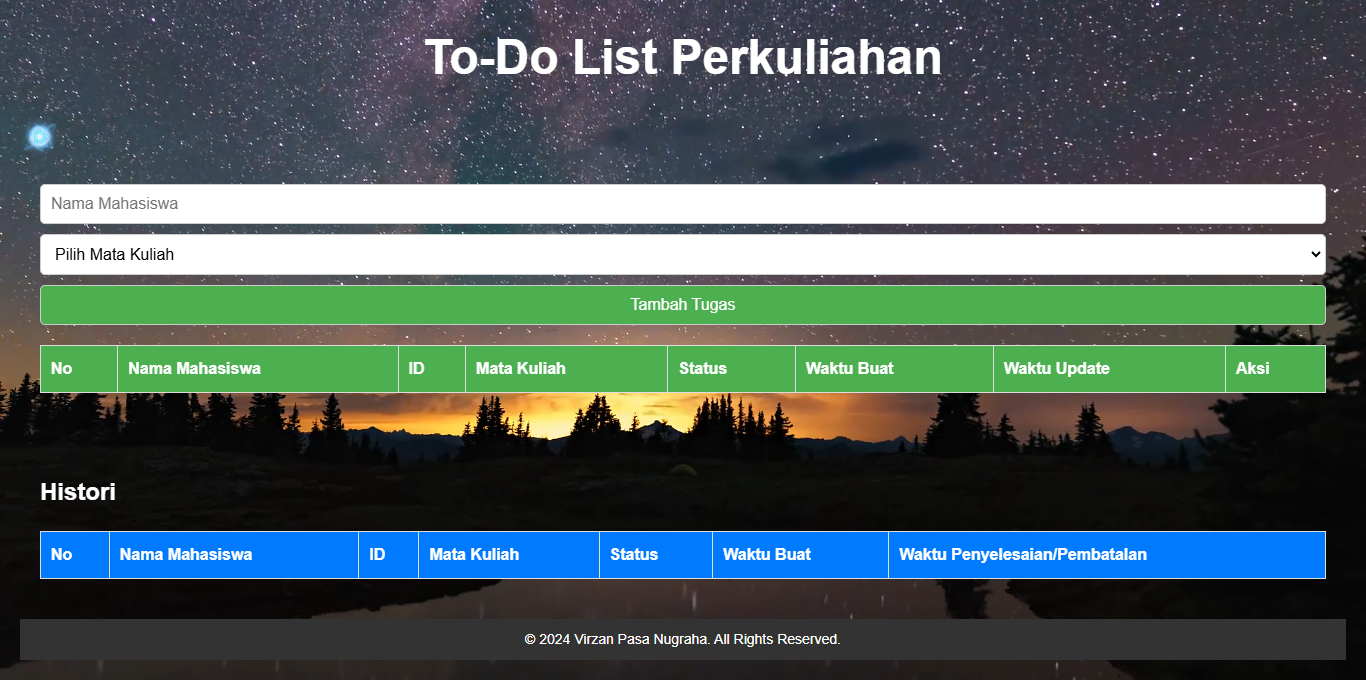 To-Do List Perkuliahan
Nama Mahasiswa
Pilih Mata Kuliah
Tambah Tugas
No Nama Mahasiswa ID Mata Kuliah Status Waktu Buat Waktu Update Aksi
Histori
No Nama Mahasiswa ID Mata Kuliah Status Waktu Buat Waktu Penyelesaian/Pembatalan
© 2024 Virzan Pasa Nugraha. All Rights Reserved.